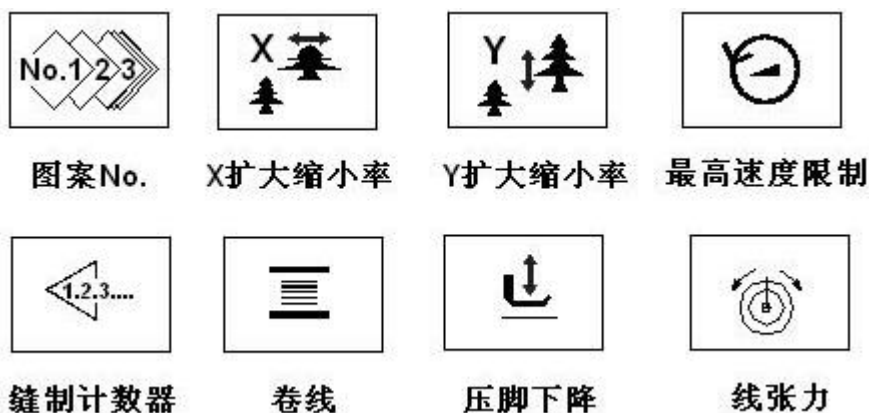 No.1 2 3 X Y
图案No. X扩大缩小率 Y扩大缩小率 最高速度限制
1.2.3....
缝制计数器 卷线 压脚下降 线张力